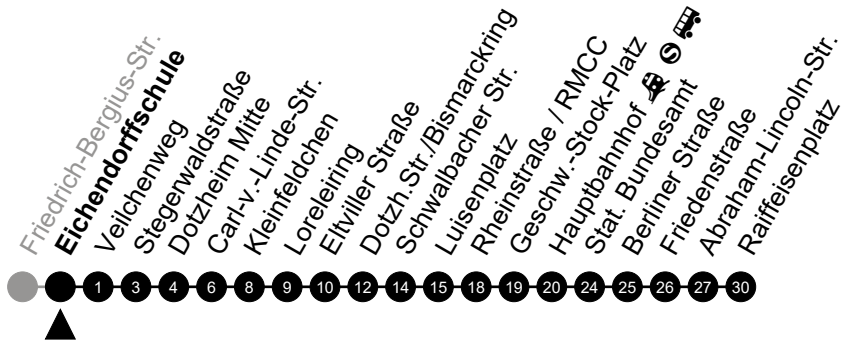 Friedrich-Bergius-Str.
Eichendorffschule
Veilchenweg
Stegerwaldstraße
Dotzheim Mitte
Carl-v.-Linde-Str.
Kleinfeldchen
Loreleiring
Eltviller Straße
Dotzh.Str./Bismarckring
Schwalbacher Str.
Luisenplatz
Rheinstraße / RMCC
Geschw.-Stock-Platz
Hauptbahnhof S
Stat. Bundesamt
Berliner Straße
Friedenstraße
Abraham-Lincoln-Str.
Raiffeisenplatz
1 3 4 6 8 9 10 12 14 15 18 19 20 24 25 26 27 30